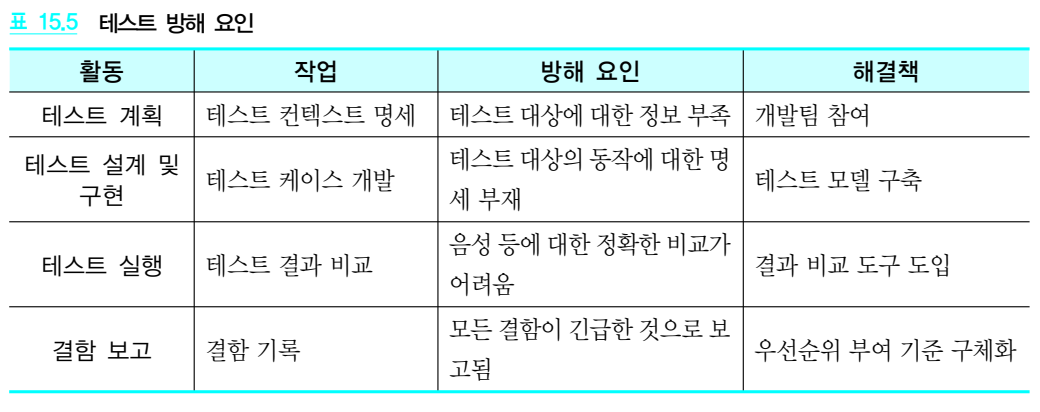 표 15.5 테스트 방해 요인
활동 작업 방해 요인 해결책
테스트 계획 테스트 컨텍스트 명세 테스트 대상에 대한 정보 부족 개발팀 참여
테스트 설계 및
구현
테스트 케이스 개발
테스트 대상의 동작에 대한 명
세 부재
테스트 모델 구축
테스트 실행 테스트 결과 비교
음성 등에 대한 정확한 비교가
어려움
결과 비교 도구 도입
결함 보고 결함 기록
모든 결함이 긴급한 것으로 보
고됨
우선순위 부여 기준 구체화